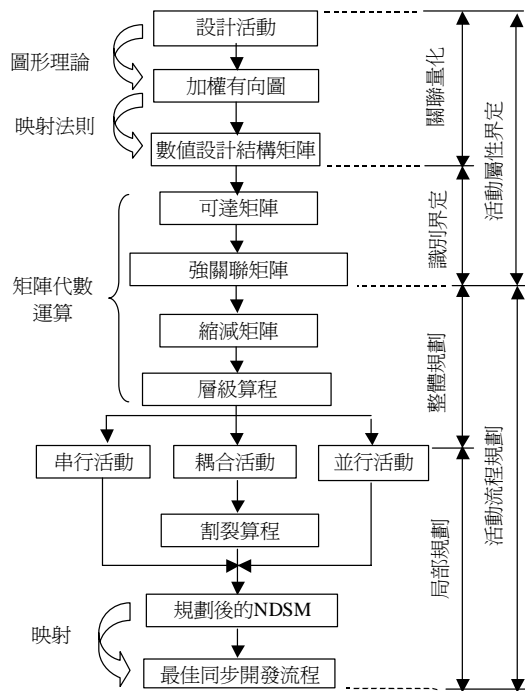 設計活動
圖形理論
加權有向圖
映射法則
數值設計結構矩陣
可達矩陣
強關聯矩陣
矩陣代數
運算
縮減矩陣
層級算程
串行活動
耦合活動
並行活動
割裂算程
規劃後的NDSM
映射
最佳同步開發流程
關聯量化
識別界定
整體規劃
局部規劃
活動屬性界定
活動流程規劃